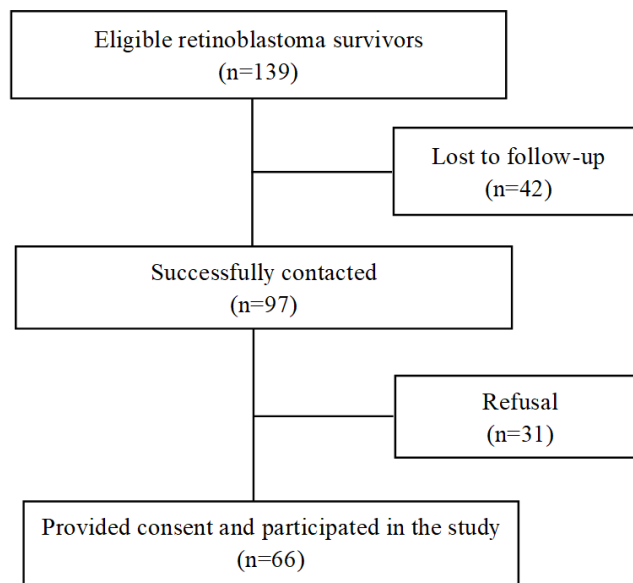 Eligible retinoblastoma survivors
(n=139)
Lost to follow-up
(n=42)
Successfully contacted
(n=97)
Refusal
(n=31)
Provided consent and participated in the study
(n=66)